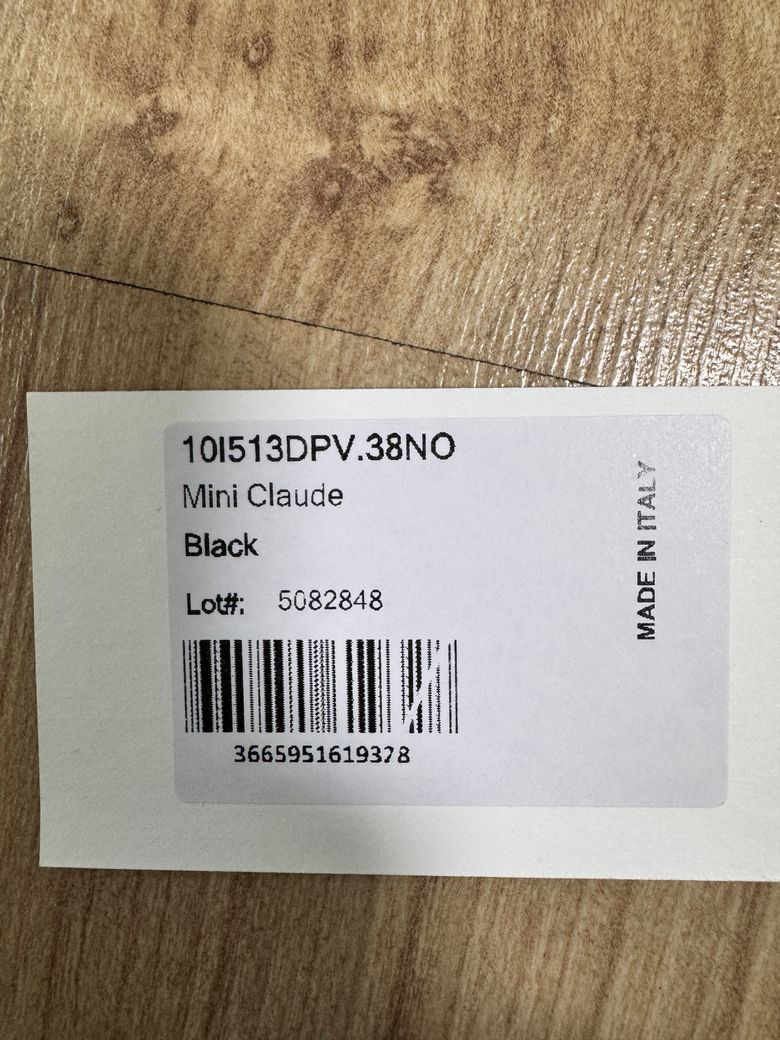 10I513DPV.38NO
Mini Claude
Black
Lot#: 5082848
3665951619378
MADE IN ITALY